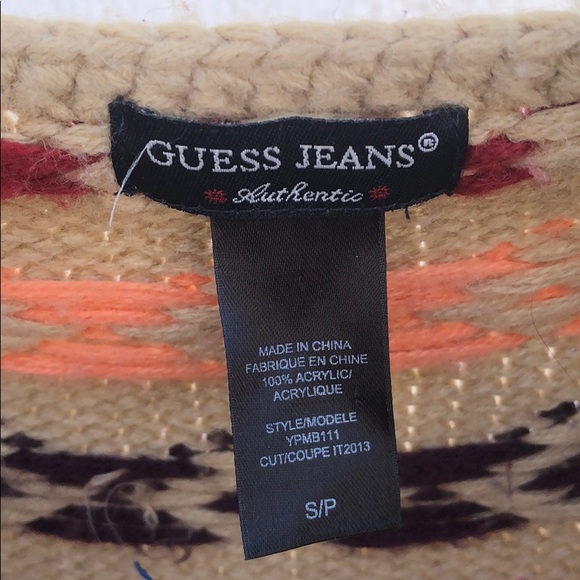 GUESS JEANS®
Authentic
MADE IN CHINA
FABRIQUE EN CHINE
100% ACRYLIC/
ACRYLIQUE
STYLE/MODELE
YPMB111
CUT/COUPE IT2013
S/P